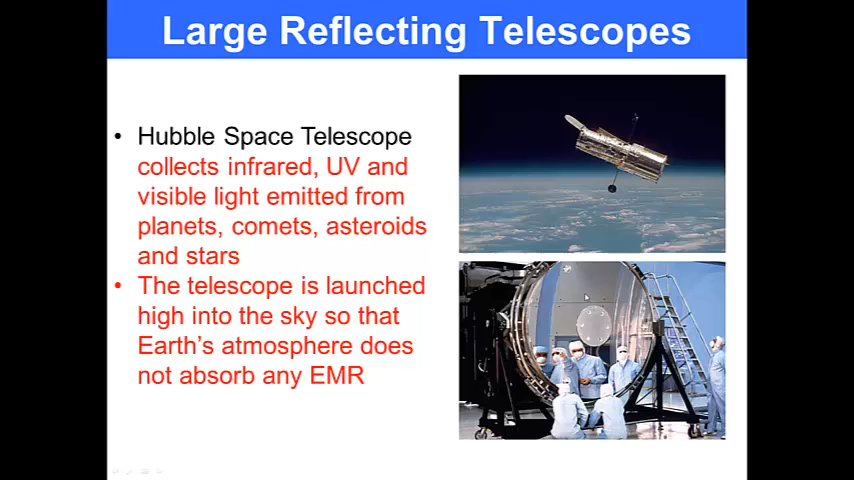 Large Reflecting Telescopes
• Hubble Space Telescope
collects infrared, UV and
visible light emitted from
planets, comets, asteroids
and stars
• The telescope is launched
high into the sky so that
Earth's atmosphere does
not absorb any EMR